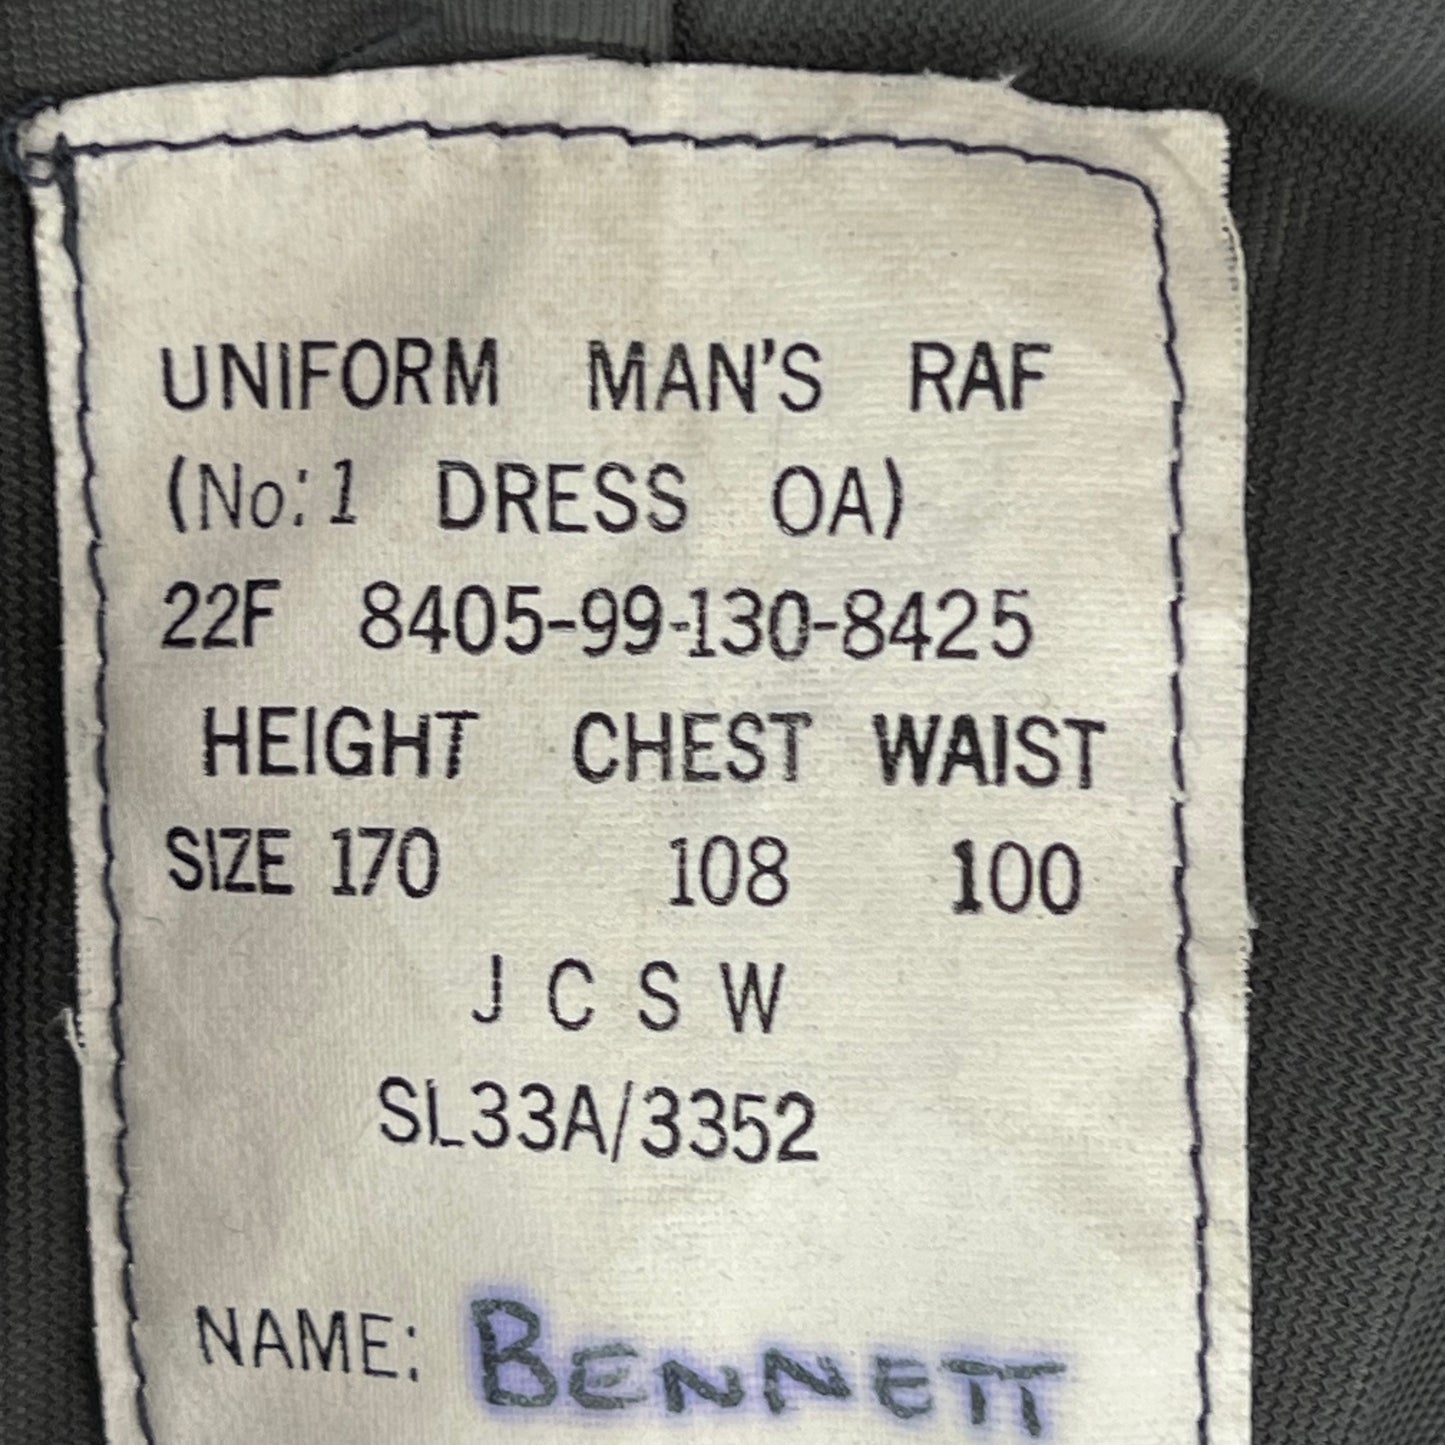 UNIFORM MAN'S RAF
(No:1 DRESS OA)
22F 8405-99-130-8425
HEIGHT CHEST WAIST
SIZE 170 108 100
J C S W
SL33A/3352
NAME: BENNETT